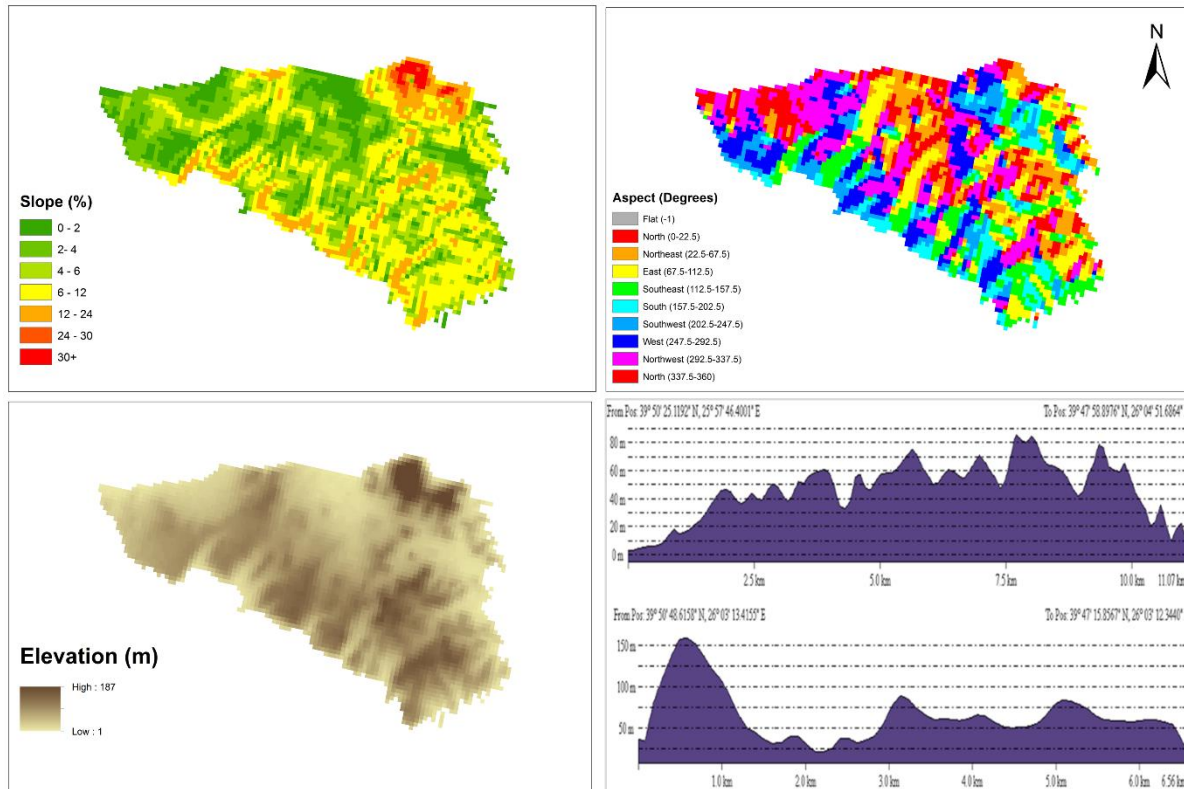 Slope (%)
0 - 2
2- 4
4 - 6
6 - 12
12 - 24
24 - 30
30+
N
Aspect (Degrees)
Flat (-1)
North (0-22.5)
Northeast (22.5-67.5)
East (67.5-112.5)
Southeast (112.5-157.5)
South (157.5-202.5)
Southwest (202.5-247.5)
West (247.5-292.5)
Northwest (292.5-337.5)
North (337.5-360)
Elevation (m)
High : 187
Low : 1
From Pos: 39° 50' 25.1192" N, 25° 57' 46.4001" E To Pos: 39° 47' 58.8976" N, 26° 04' 51.6864"
80 m
60 m
40 m
20 m
0 m
2.5 km 5.0 km 7.5 km 10.0 km 11.07 km
From Pos: 39° 50' 48.6158" N, 26° 03' 13.4155" E To Pos: 39° 47' 15.8567" N, 26° 03' 12.3440"
150 m
100 m
50 m
1.0 km 2.0 km 3.0 km 4.0 km 5.0 km 6.0 km 6.56 km